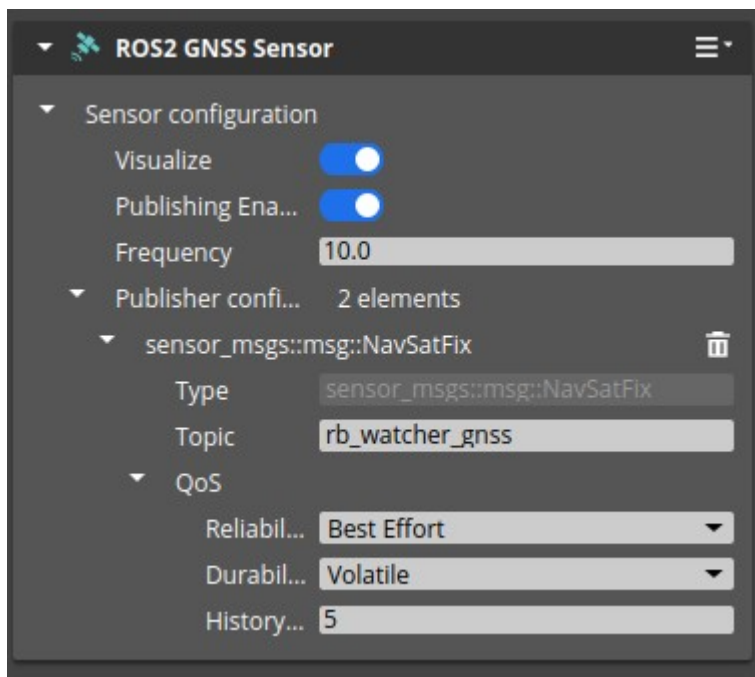 ROS2 GNSS Sensor
Sensor configuration
Visualize
Publishing Ena...
Frequency 10.0
Publisher confi... 2 elements
sensor_msgs::msg::NavSatFix
Type sensor_msgs::msg::NavSatFix
Topic rb_watcher_gnss
QoS
Reliabil... Best Effort
Durabil... Volatile
History... 5